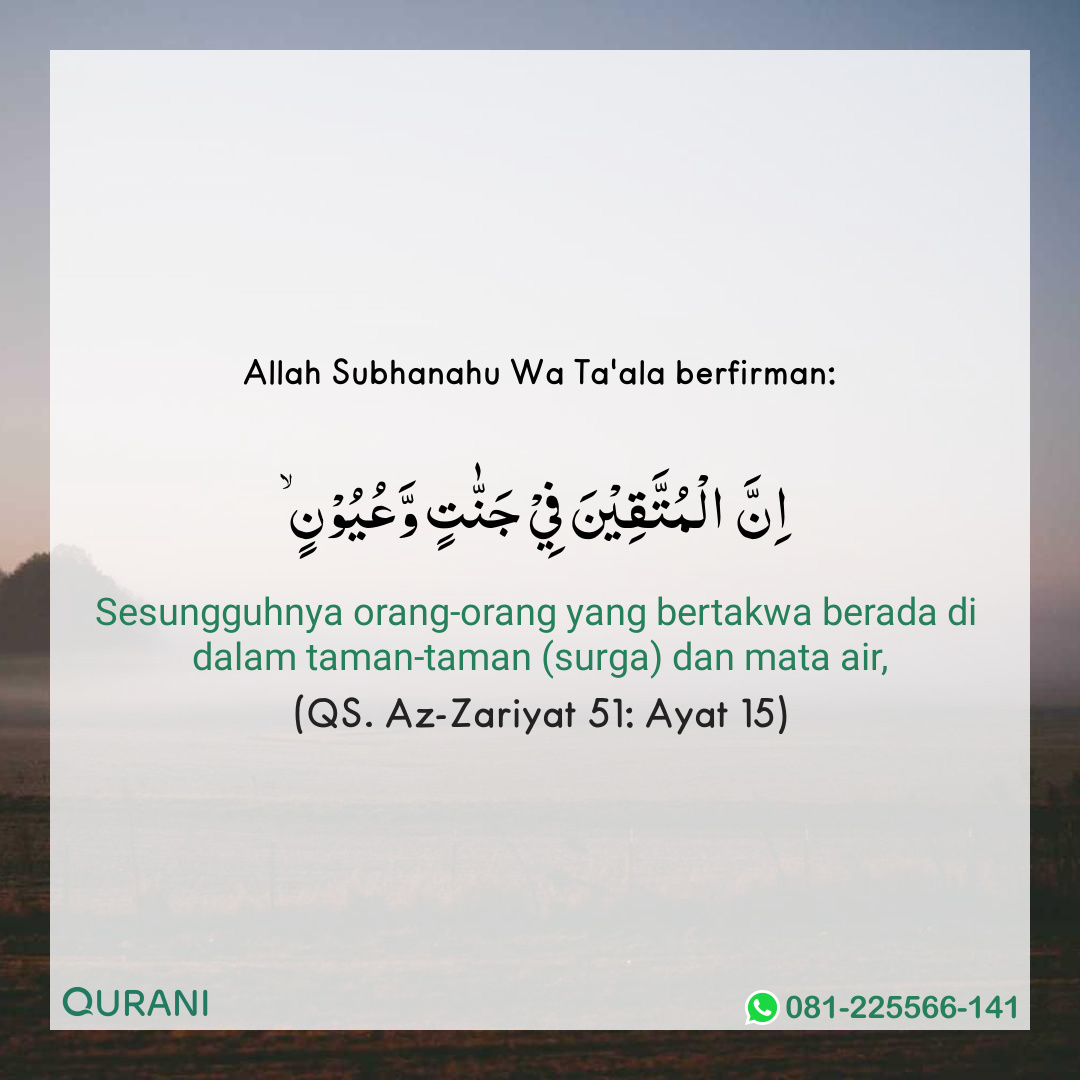 Allah Subhanahu Wa Ta'ala berfirman:
اِنَّ الْمُتَّقِيْنَ فِيْ جَنّٰتٍ وَّعُيُوْنٍ ۙ
Sesungguhnya orang-orang yang bertakwa berada di
dalam taman-taman (surga) dan mata air,
(QS. Az-Zariyat 51: Ayat 15)
QURANI
081-225566-141